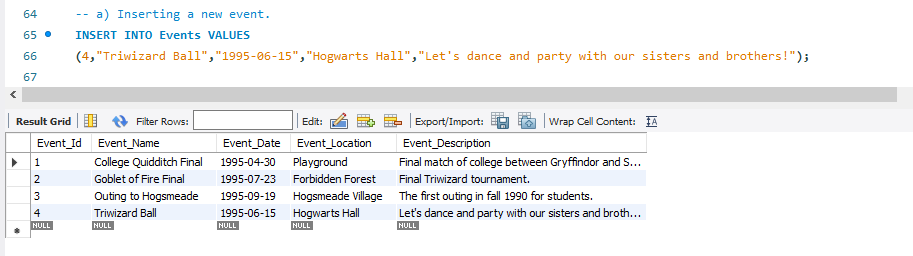 64 -- a) Inserting a new event.
65 INSERT INTO Events VALUES
66 (4,"Triwizard Ball","1995-06-15","Hogwarts Hall","Let's dance and party with our sisters and brothers!");
67
Result Grid Filter Rows: Edit: Export/Import: Wrap Cell Content: IA
Event_Id Event_Name Event_Date Event_Location Event_Description
1 College Quidditch Final 1995-04-30 Playground Final match of college between Gryffindor and S...
2 Goblet of Fire Final 1995-07-23 Forbidden Forest Final Triwizard tournament.
3 Outing to Hogsmeade 1995-09-19 Hogsmeade Village The first outing in fall 1990 for students.
4 Triwizard Ball 1995-06-15 Hogwarts Hall Let's dance and party with our sisters and broth...
NULL NULL NULL NULL NULL